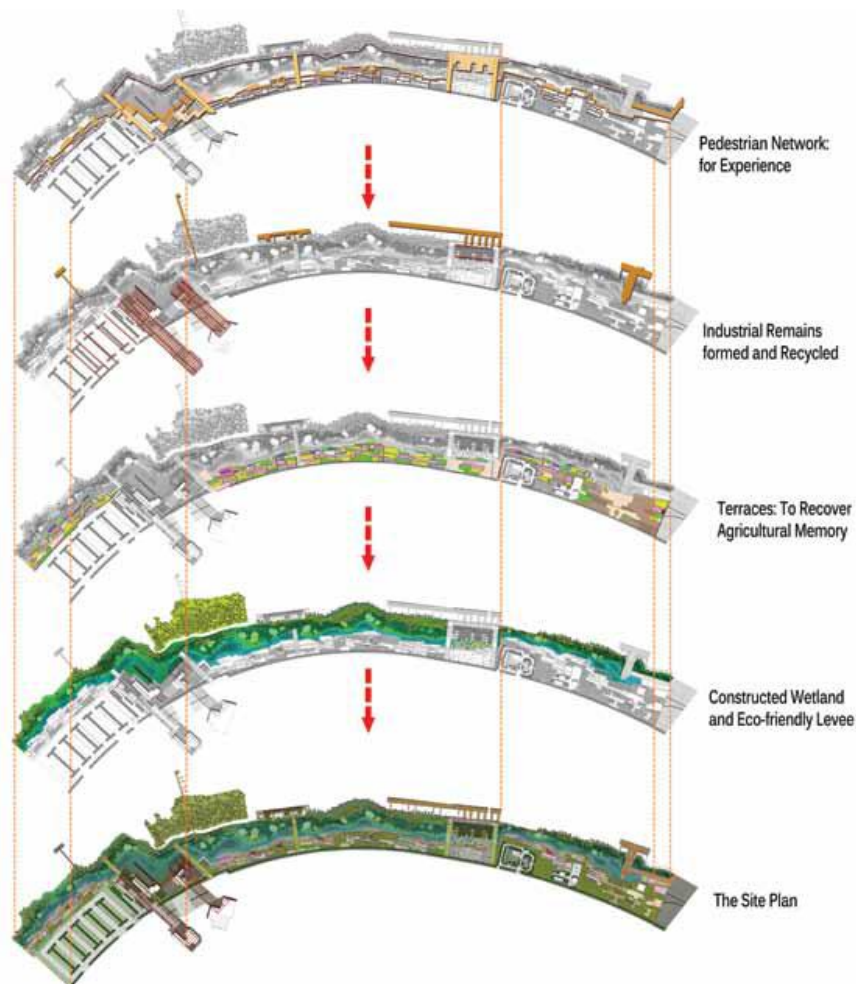 Pedestrian Network:
for Experience
Industrial Remains
formed and Recycled
Terraces: To Recover
Agricultural Memory
Constructed Wetland
and Eco-friendly Levee
The Site Plan